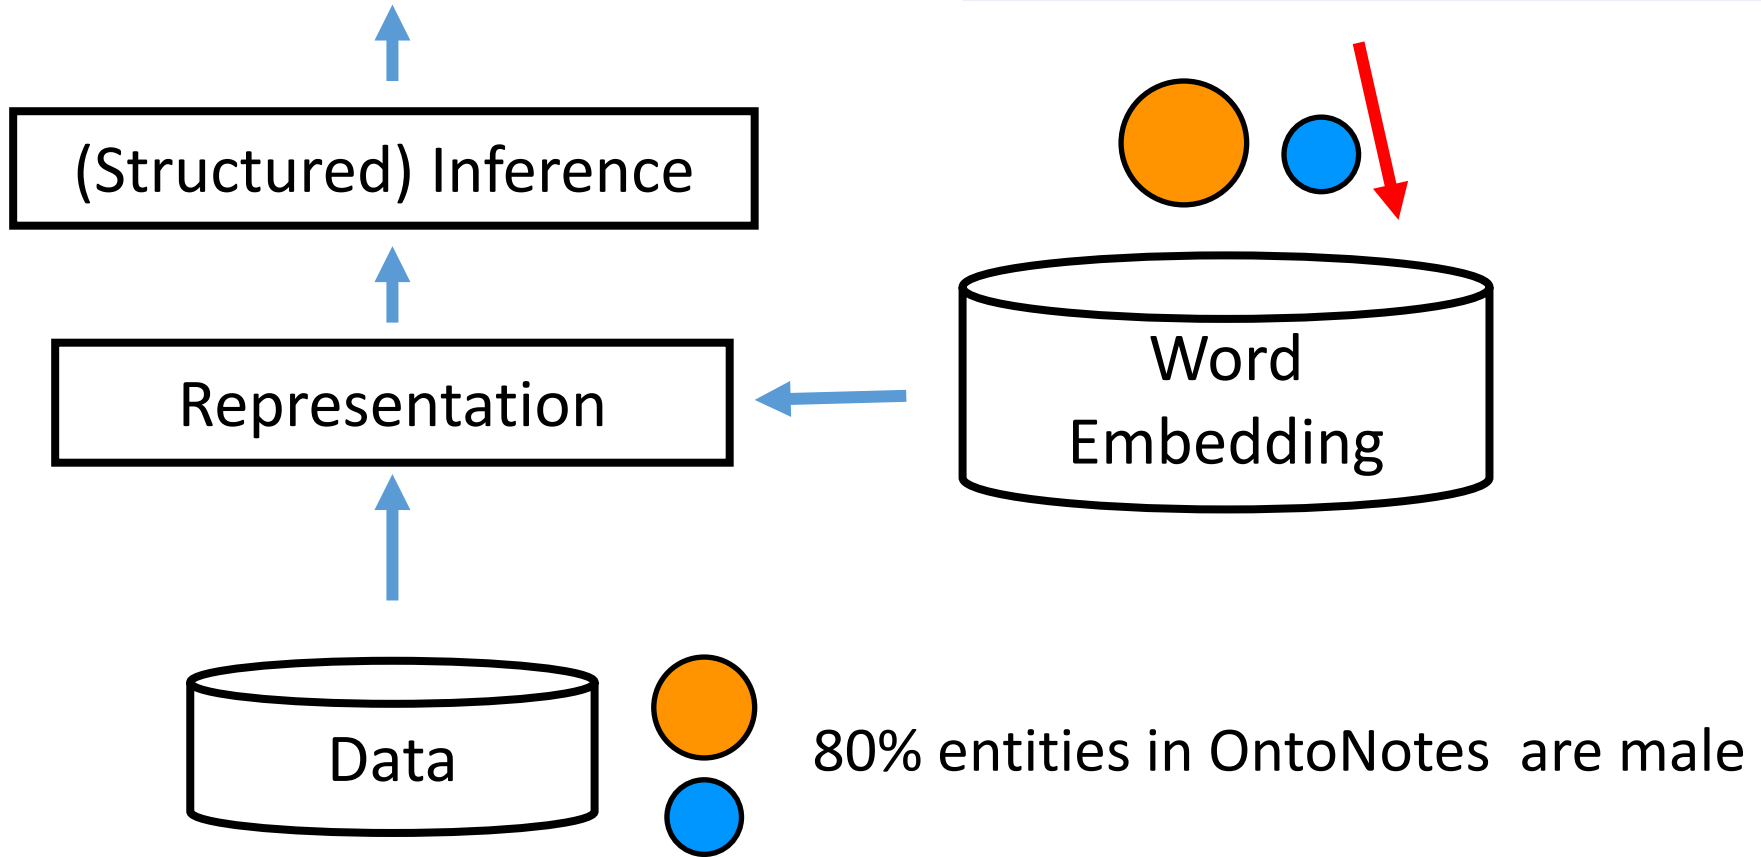 (Structured) Inference
Word
Embedding
Representation
Data
80% entities in OntoNotes are male